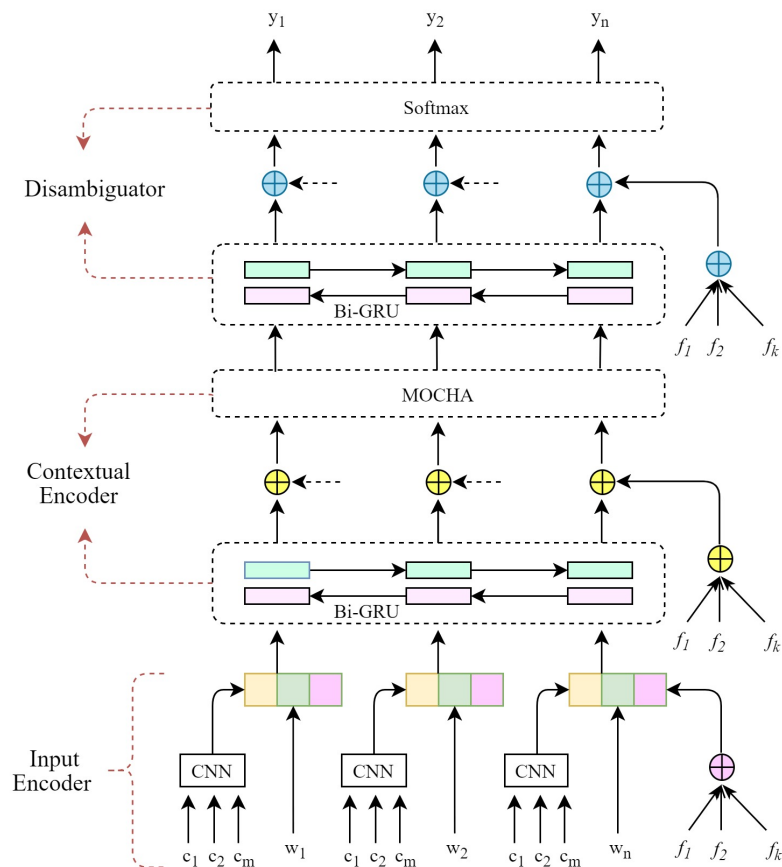 y1 y2 yn
Softmax
Disambiguator
Bi-GRU
f1 f2 fk
MOCHA
Contextual
Encoder
Bi-GRU
f1 f2 fk
Input
Encoder
CNN CNN CNN
c1 c2 cm w1 c1 c2 cm w2 c1 c2 cm wn f1 f2 fk